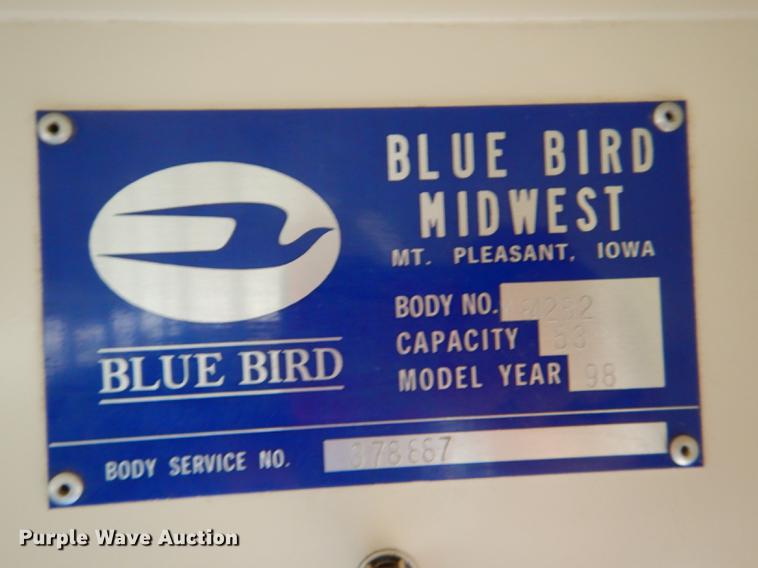 BLUE BIRD
BLUE BIRD
MIDWEST
MT. PLEASANT, IOWA
BODY NO.
CAPACITY 53
MODEL YEAR 98
BODY SERVICE NO.
Purple Wave Auction